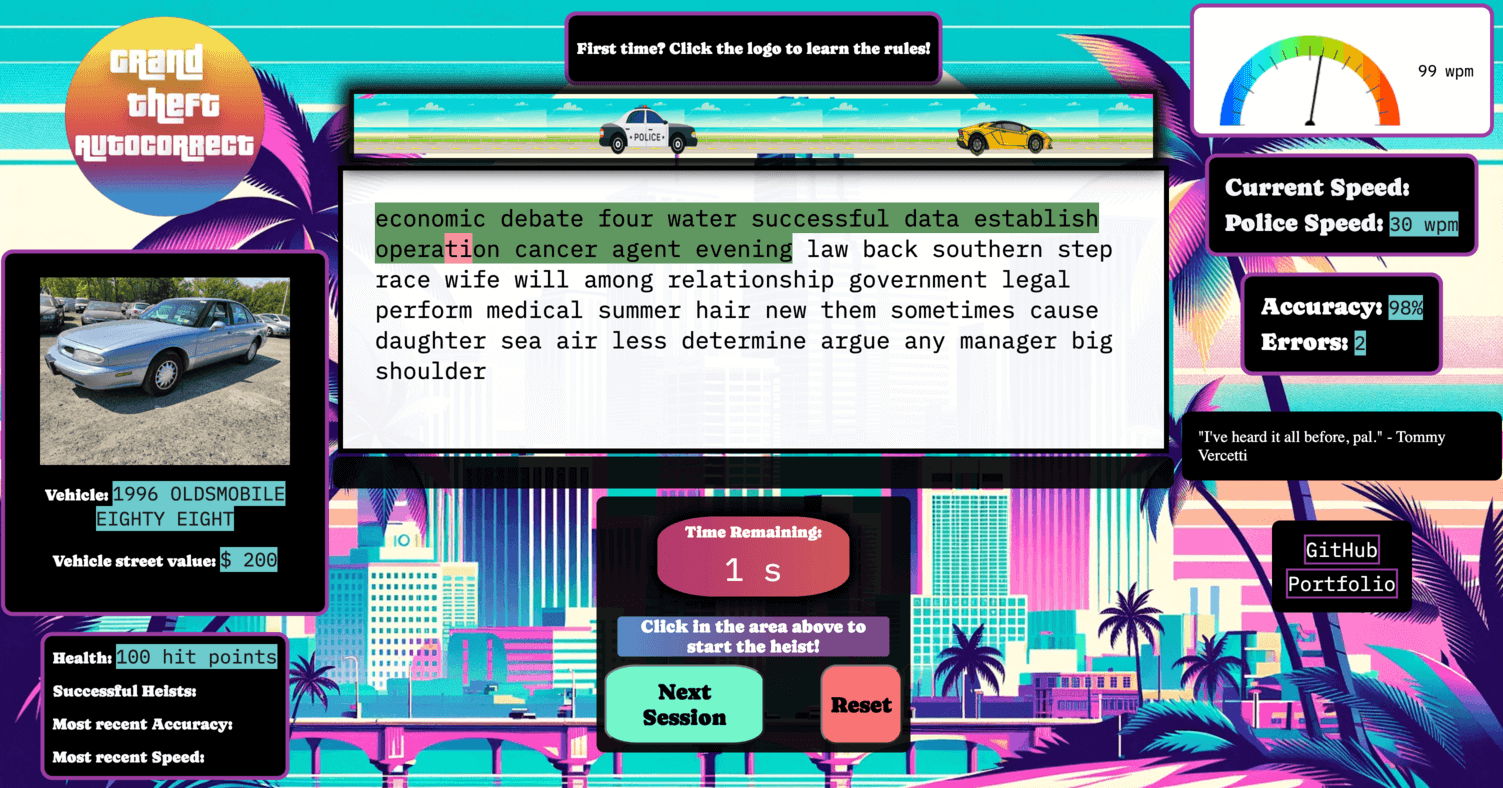 GRAND
THEFT
AUTOCORRECT
First time? Click the logo to learn the rules!
99 wpm
POLICE
Current Speed:
Police Speed: 30 wpm
economic debate four water successful data establish
operation cancer agent evening law back southern step
race wife will among relationship government legal
perform medical summer hair new them sometimes cause
daughter sea air less determine argue any manager big
shoulder
Accuracy: 98%
Errors: 2
"I've heard it all before, pal." - Tommy
Vercetti
Vehicle: 1996 OLDSMOBILE
EIGHTY EIGHT
Vehicle street value: $ 200
Time Remaining:
1 s
GitHub
Portfolio
Click in the area above to
start the heist!
Health: 100 hit points
Successful Heists:
Most recent Accuracy:
Most recent Speed:
Next
Session
Reset